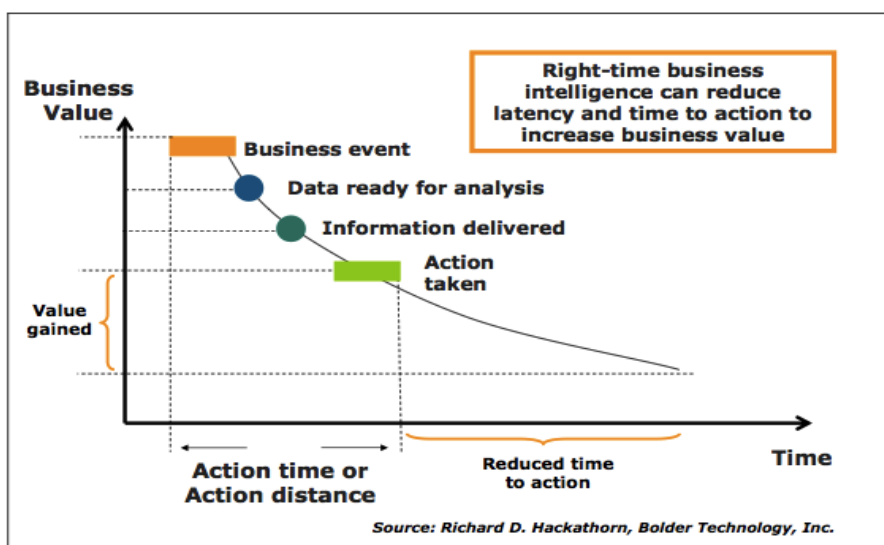 Right-time business
intelligence can reduce
latency and time to action to
increase business value
Business
Value
Business event
Data ready for analysis
Information delivered
Action
taken
Value
gained
Action time or
Action distance
Reduced time
to action
Time
Source: Richard D. Hackathorn, Bolder Technology, Inc.